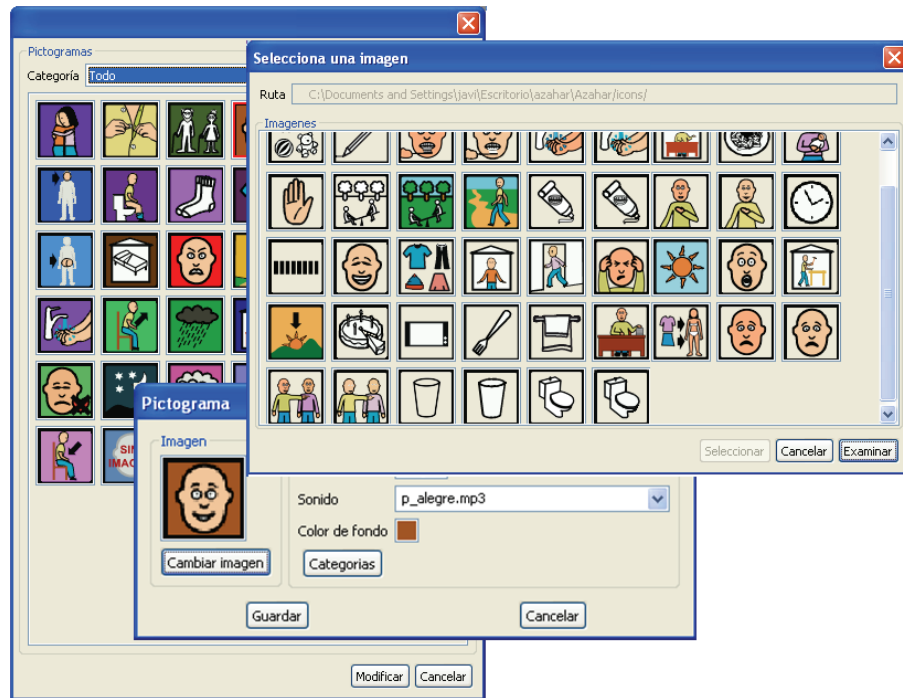 Pictogramas
Categoría Todo
Selecciona una imagen
Ruta C:\Documents and Settings\javi\Escritorio\azahar\Azahar/icons/
Imagenes
Seleccionar Cancelar Examinar
Pictograma
Imagen
Sonido p_alegre.mp3
Color de fondo
Cambiar imagen Categorias
Guardar Cancelar
Modificar Cancelar